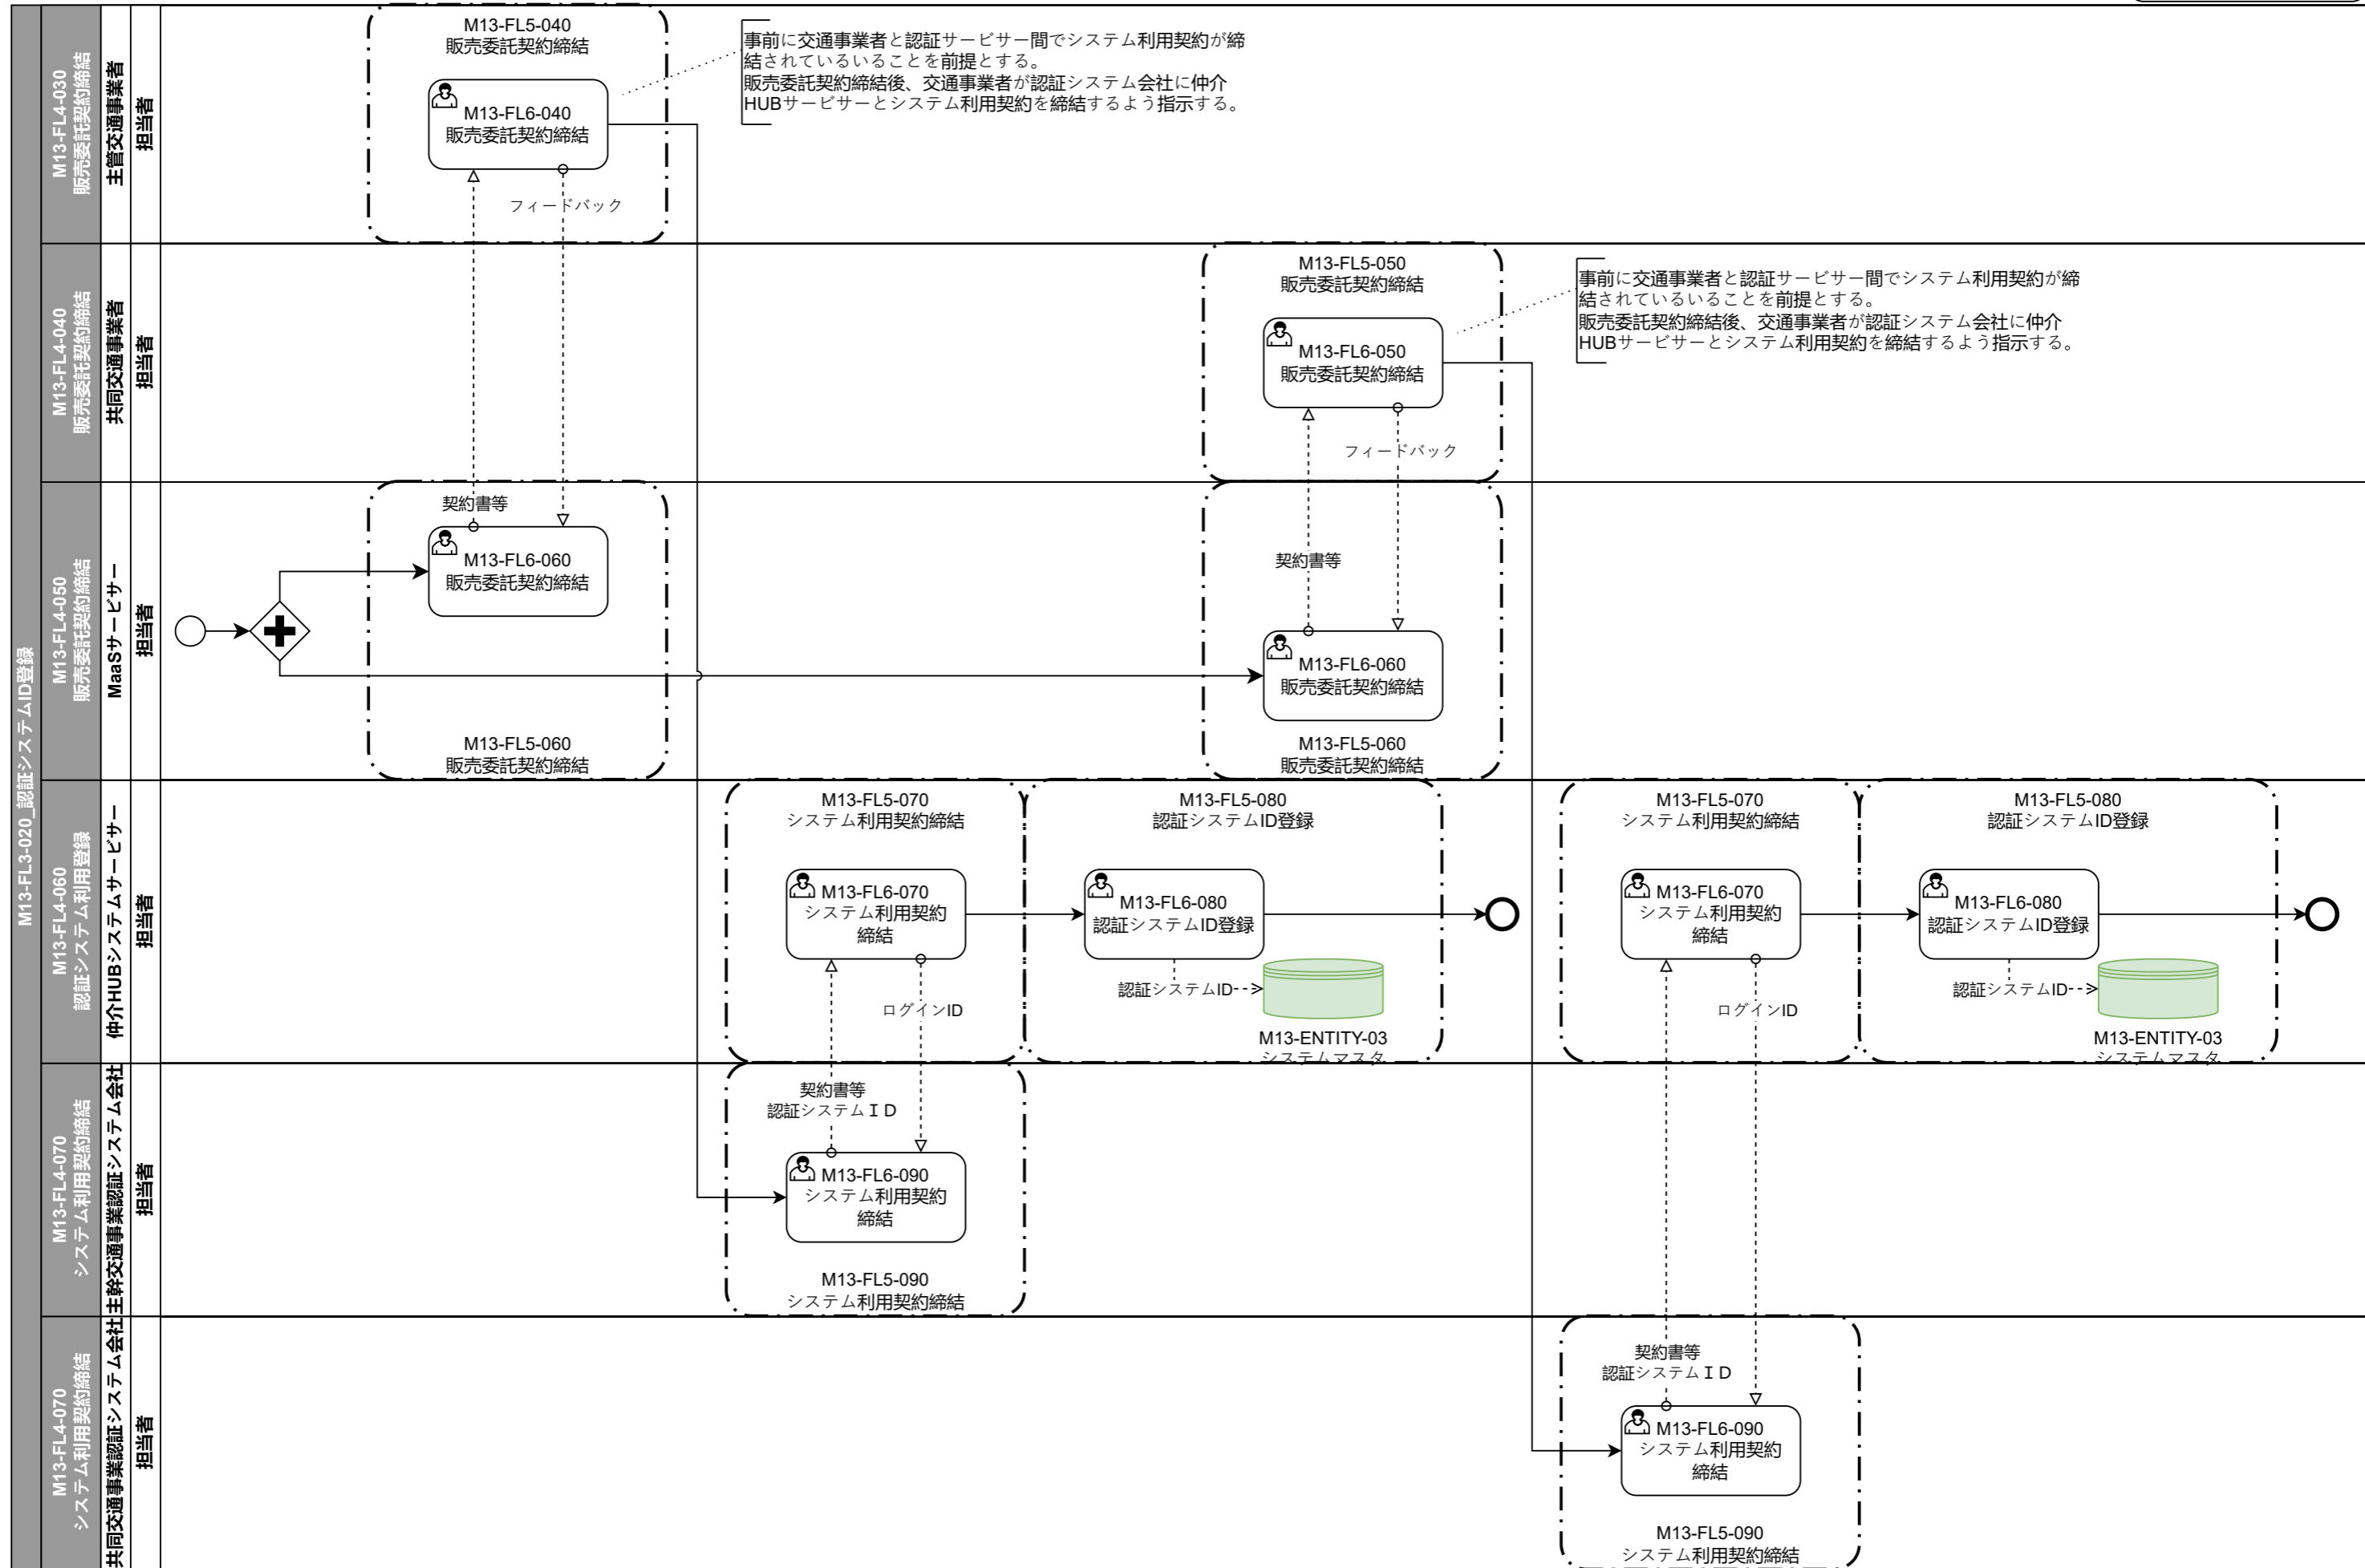 M13-FL3-020_認証システムID登録
M13-FL4-030
販売委託契約締結
主管交通事業者
担当者
M13-FL5-040
販売委託契約締結
M13-FL6-040
販売委託契約締結
フィードバック
事前に交通事業者と認証サービサー間でシステム利用契約が締
結されているいることを前提とする。
販売委託契約締結後、交通事業者が認証システム会社に仲介
HUBサービサーとシステム利用契約を締結するよう指示する。
M13-FL4-040
販売委託契約締結
共同交通事業者
担当者
M13-FL5-050
販売委託契約締結
M13-FL6-050
販売委託契約締結
フィードバック
事前に交通事業者と認証サービサー間でシステム利用契約が締
結されているいることを前提とする。
販売委託契約締結後、交通事業者が認証システム会社に仲介
HUBサービサーとシステム利用契約を締結するよう指示する。
M13-FL4-050
販売委託契約締結
MaaSサービサー
担当者
契約書等
M13-FL6-060
販売委託契約締結
M13-FL5-060
販売委託契約締結
契約書等
M13-FL6-060
販売委託契約締結
M13-FL5-060
販売委託契約締結
M13-FL4-060
認証システム利用登録
仲介HUBシステムサービサー
担当者
M13-FL5-070
システム利用契約締結
M13-FL6-070
システム利用契約
締結
ログインID
M13-FL5-080
認証システムID登録
M13-FL6-080
認証システムID登録
認証システムID
M13-ENTITY-03
システムマスタ
M13-FL5-070
システム利用契約締結
M13-FL6-070
システム利用契約
締結
ログインID
M13-FL5-080
認証システムID登録
M13-FL6-080
認証システムID登録
認証システムID
M13-ENTITY-03
システムマスタ
M13-FL4-070
システム利用契約締結
主幹交通事業認証システム会社
担当者
契約書等
認証システムＩＤ
M13-FL6-090
システム利用契約
締結
M13-FL5-090
システム利用契約締結
M13-FL4-070
システム利用契約締結
共同交通事業認証システム会社
担当者
契約書等
認証システムＩＤ
M13-FL6-090
システム利用契約
締結
M13-FL5-090
システム利用契約締結